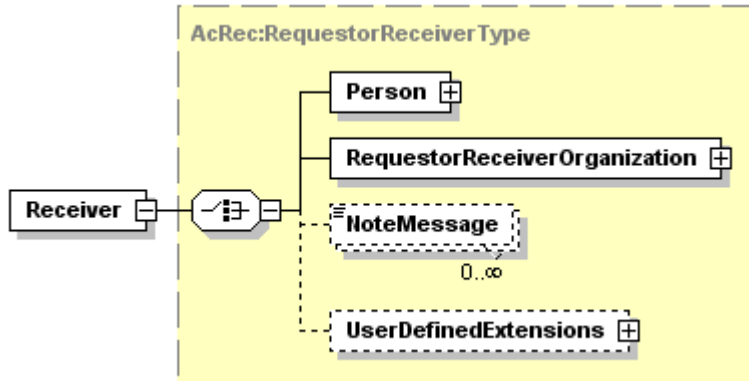 AcRec:RequestorReceiverType
Person
RequestorReceiverOrganization
Receiver
NoteMessage
0..∞
UserDefinedExtensions